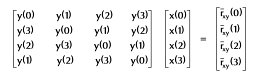 y(0) y(1) y(2) y(3) x(0) r̄xy(0)
y(3) y(0) y(1) y(2) x(1) = r̄xy(1)
y(2) y(3) y(0) y(1) x(2) r̄xy(2)
y(1) y(2) y(3) y(0) x(3) r̄xy(3)